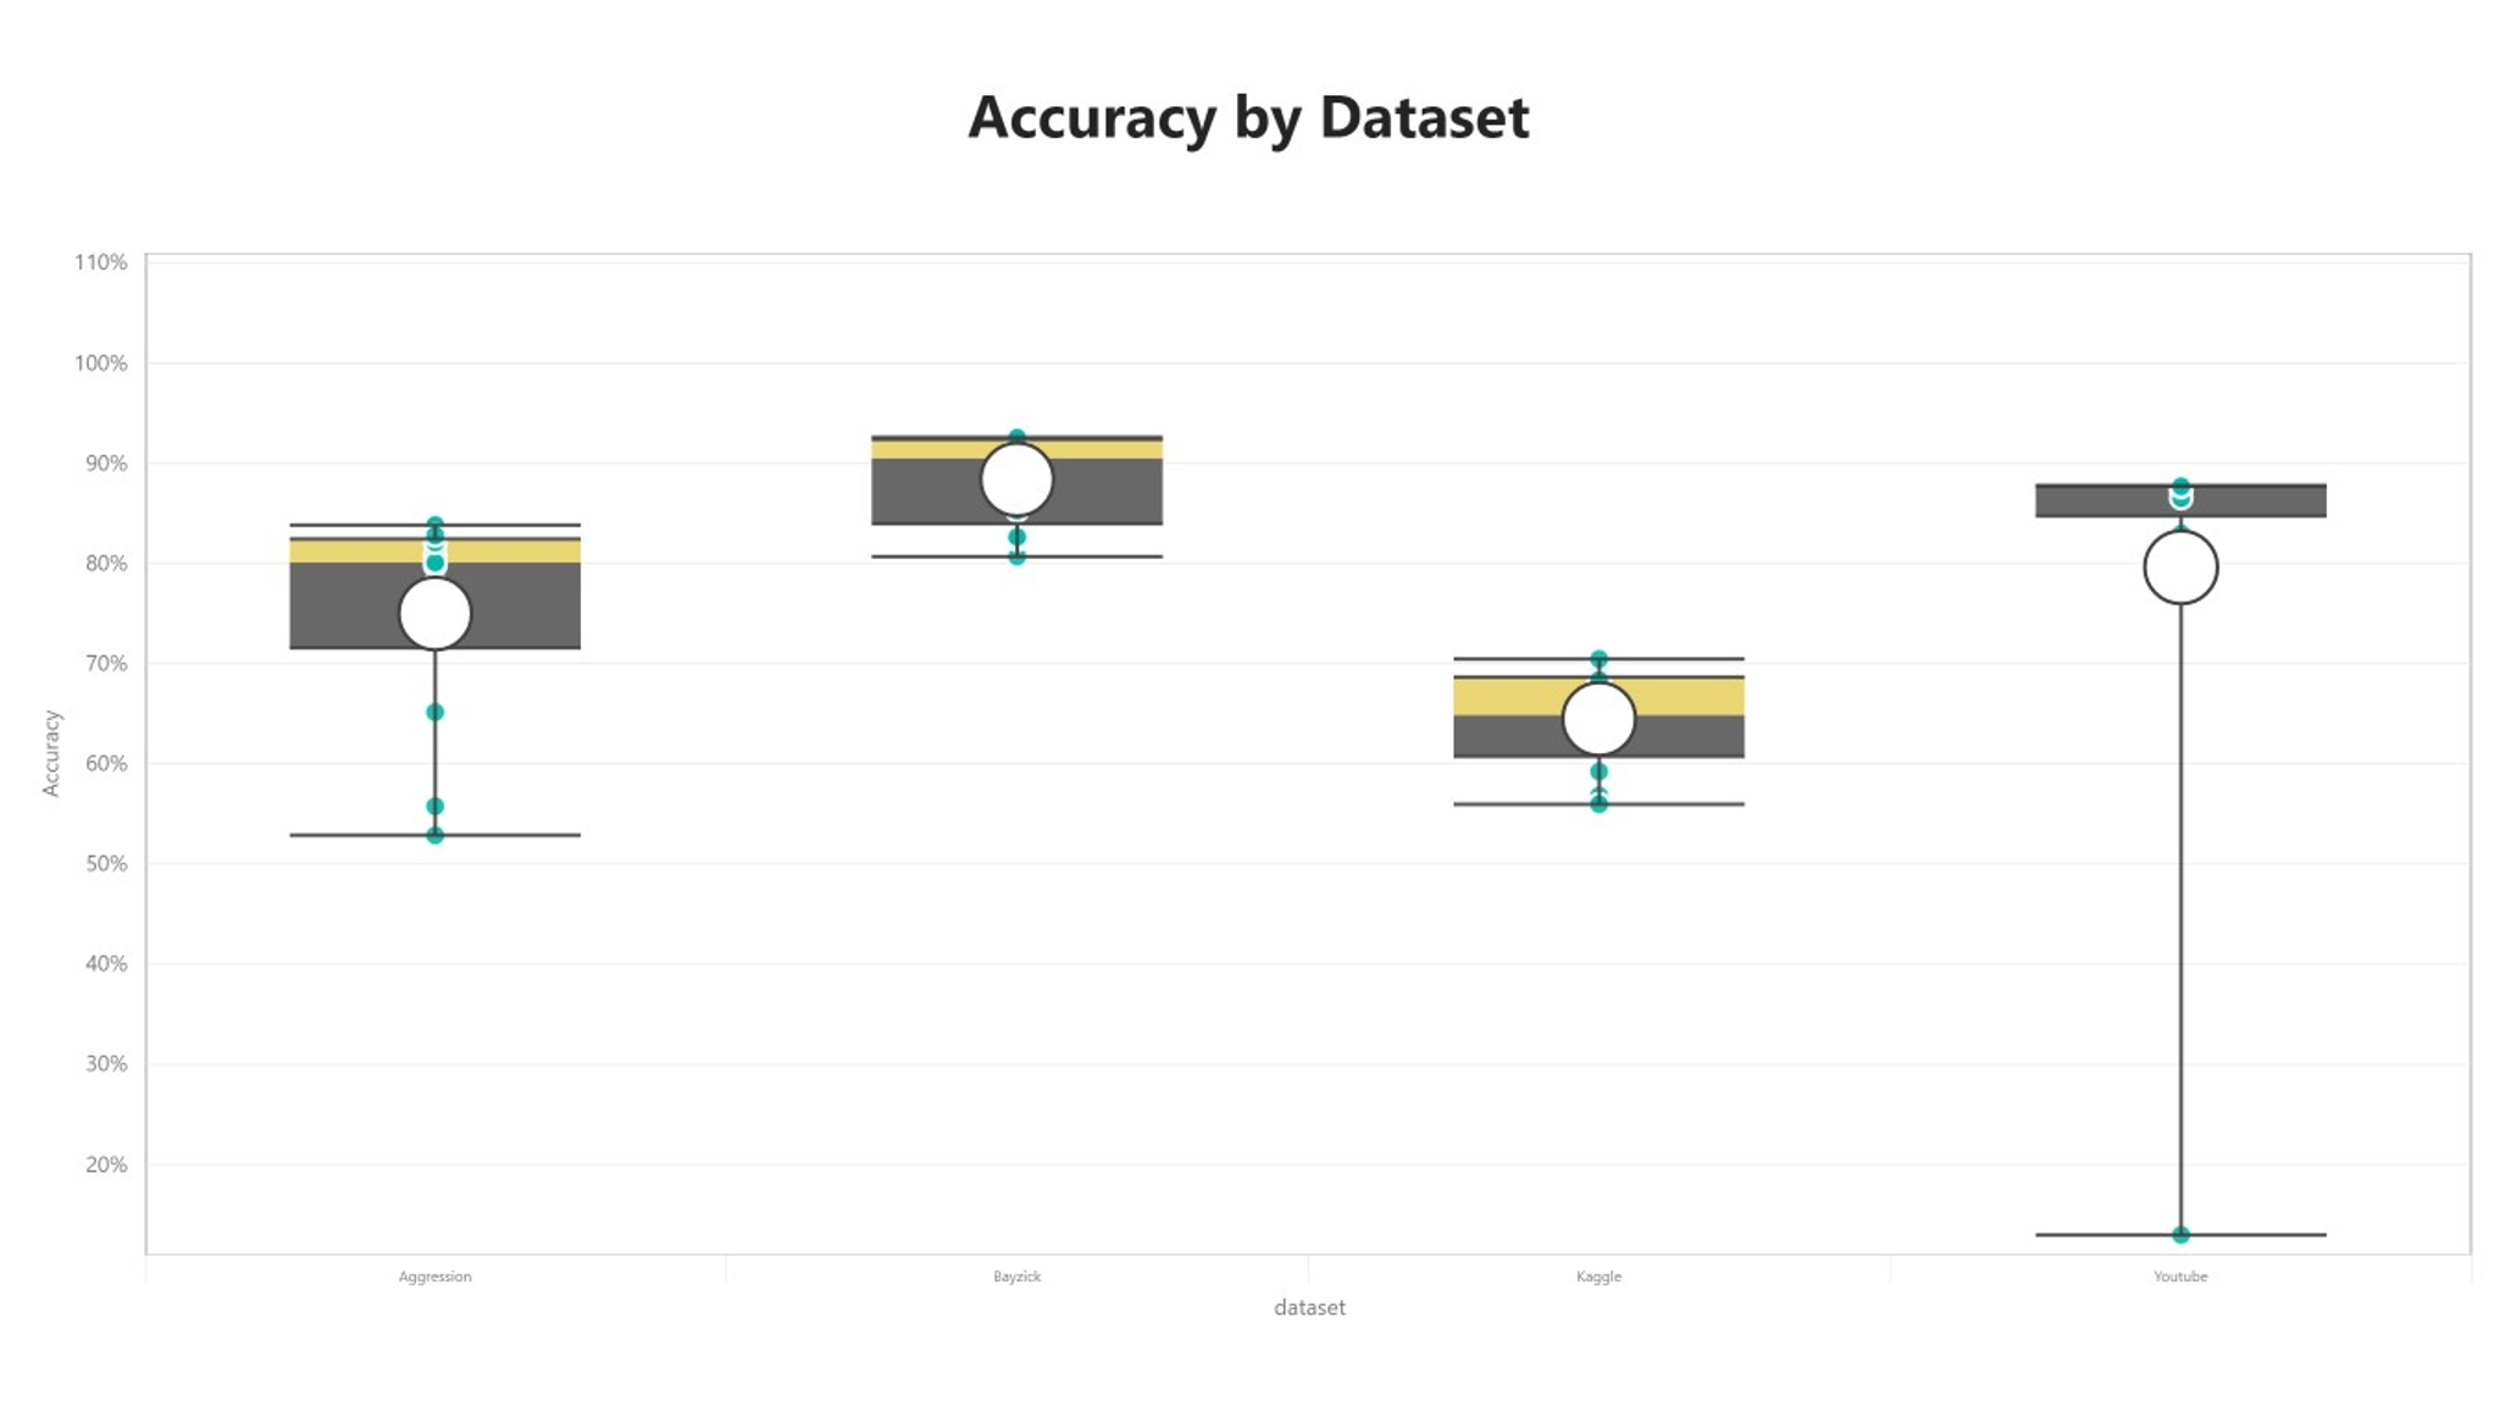 Accuracy by Dataset
110%
100%
90%
80%
70%
60%
50%
40%
30%
20%
Accuracy
Aggression
Bayzick
Kaggle
Youtube
dataset